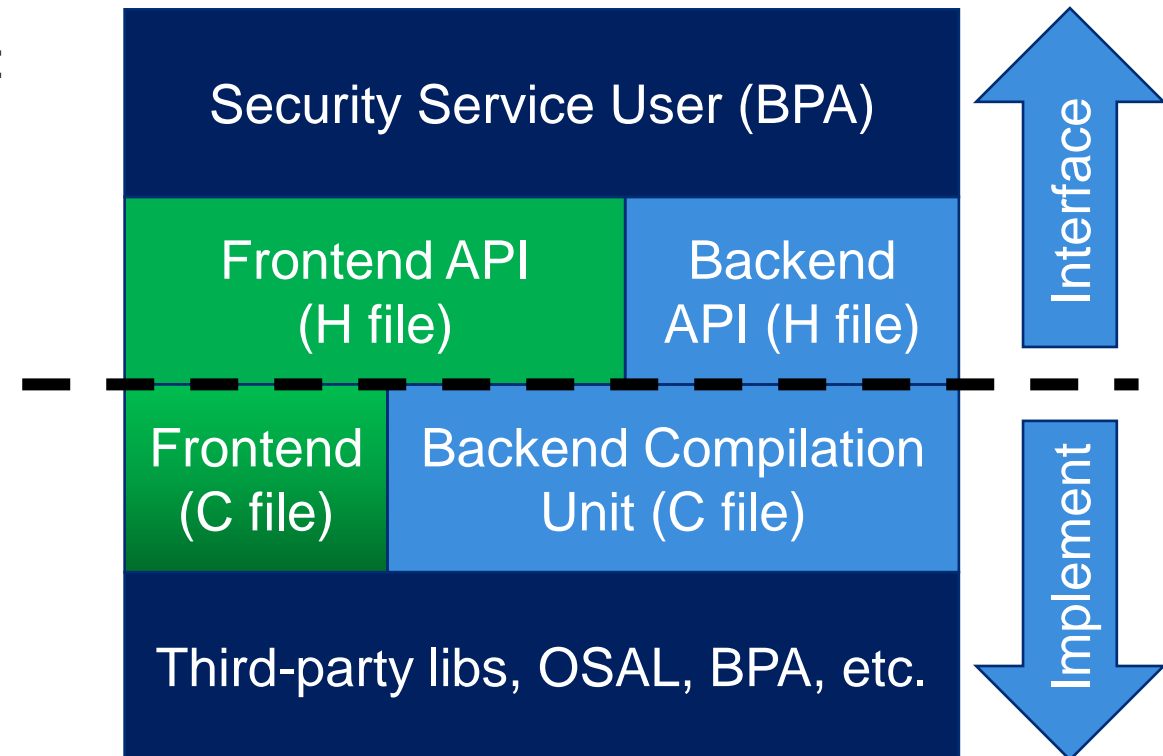 :
Security Service User (BPA)
Frontend API
(H file)
Backend
API (H file)
Interface
Frontend
(C file)
Backend Compilation
Unit (C file)
Implement
Third-party libs, OSAL, BPA, etc.